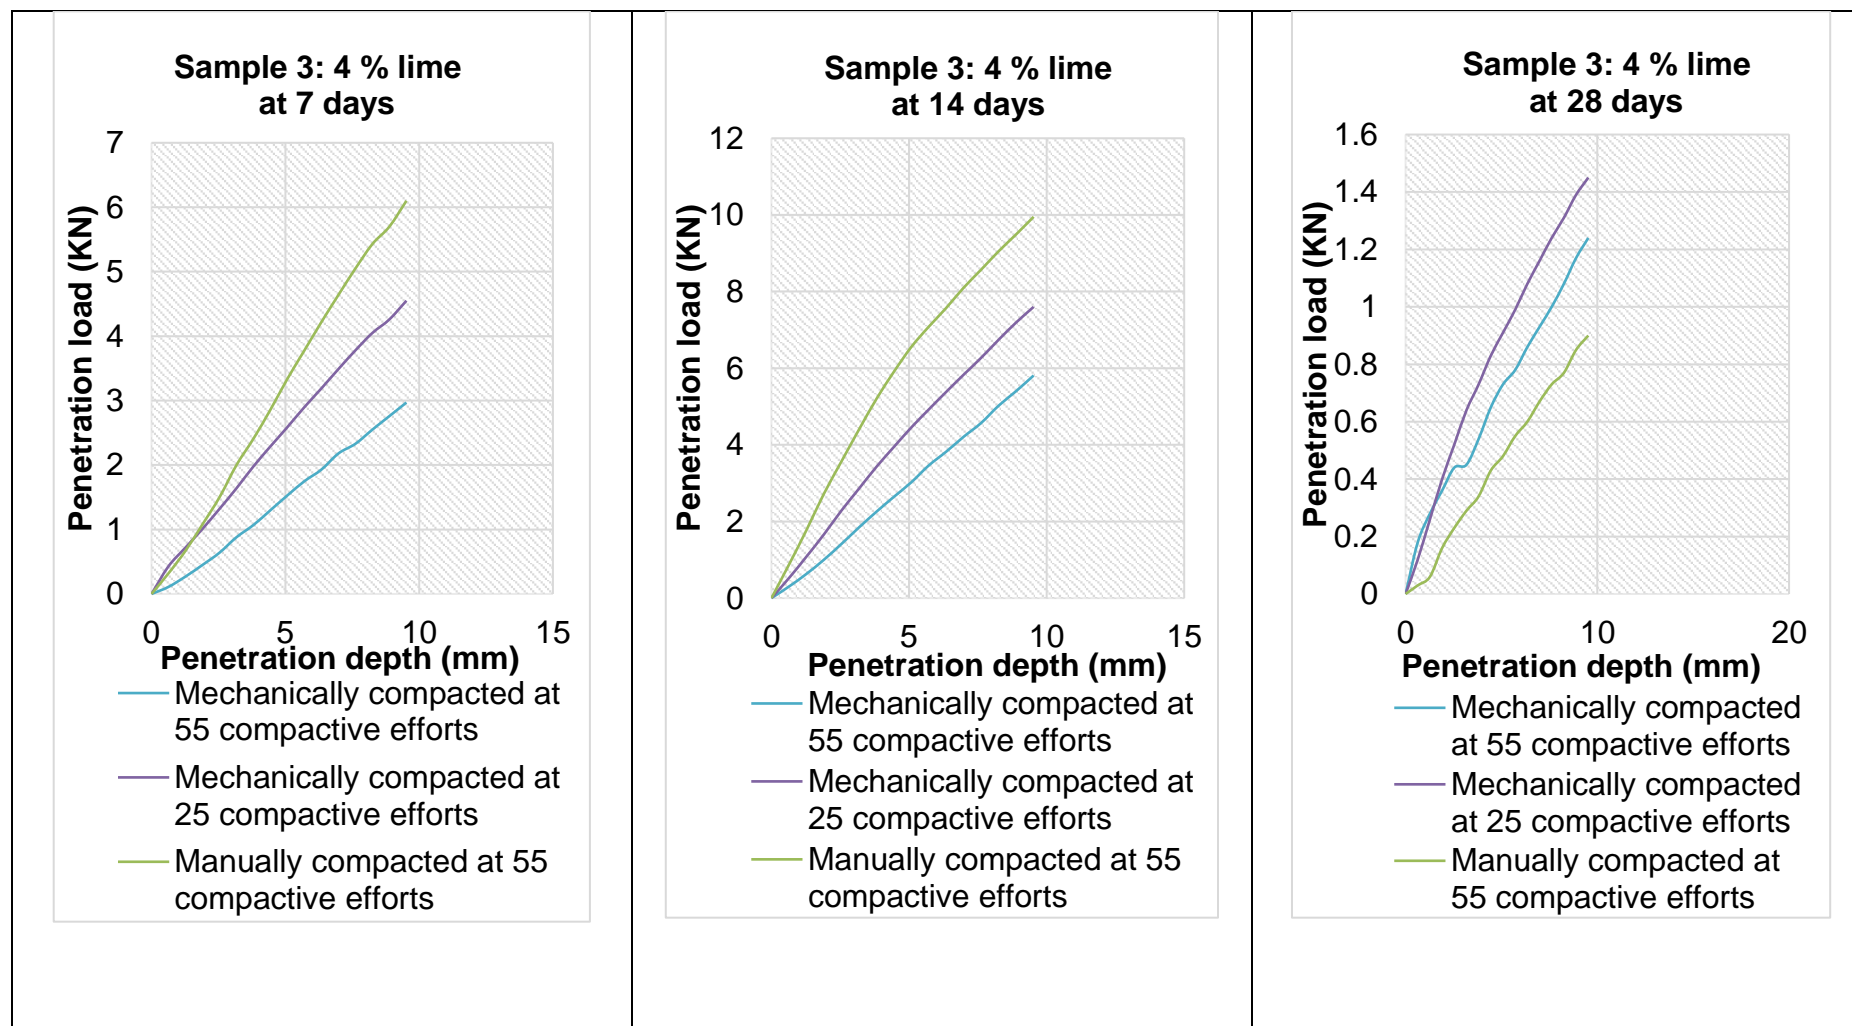 Sample 3: 4 % lime
at 7 days
7
6
5
4
3
2
1
0
Penetration load (KN)
0 5 10 15
Penetration depth (mm)
Mechanically compacted at
55 compactive efforts
Mechanically compacted at
25 compactive efforts
Manually compacted at 55
compactive efforts
Sample 3: 4 % lime
at 14 days
12
10
8
6
4
2
0
Penetration load (KN)
0 5 10 15
Penetration depth (mm)
Mechanically compacted at
55 compactive efforts
Mechanically compacted at
25 compactive efforts
Manually compacted at 55
compactive efforts
Sample 3: 4 % lime
at 28 days
1.6
1.4
1.2
1
0.8
0.6
0.4
0.2
0
Penetration load (KN)
0 10 20
Penetration depth (mm)
Mechanically compacted
at 55 compactive efforts
Mechanically compacted
at 25 compactive efforts
Manually compacted at
55 compactive efforts